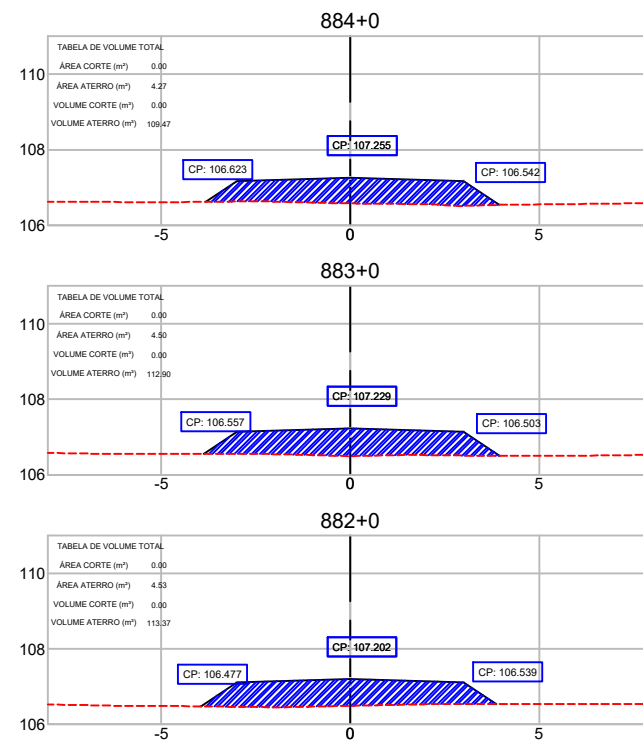 884+0
TABELA DE VOLUME TOTAL
ÁREA CORTE (m²) 0.00
ÁREA ATERRO (m²) 4.27
VOLUME CORTE (m³) 0.00
VOLUME ATERRO (m³) 109.47
110
108
106
CP: 106.623
CP: 107.255
CP: 106.542
-5
0
5
883+0
TABELA DE VOLUME TOTAL
ÁREA CORTE (m²) 0.00
ÁREA ATERRO (m²) 4.50
VOLUME CORTE (m³) 0.00
VOLUME ATERRO (m³) 112.90
110
108
106
CP: 106.557
CP: 107.229
CP: 106.503
-5
0
5
882+0
TABELA DE VOLUME TOTAL
ÁREA CORTE (m²) 0.00
ÁREA ATERRO (m²) 4.53
VOLUME CORTE (m³) 0.00
VOLUME ATERRO (m³) 113.37
110
108
106
CP: 106.477
CP: 107.202
CP: 106.539
-5
0
5